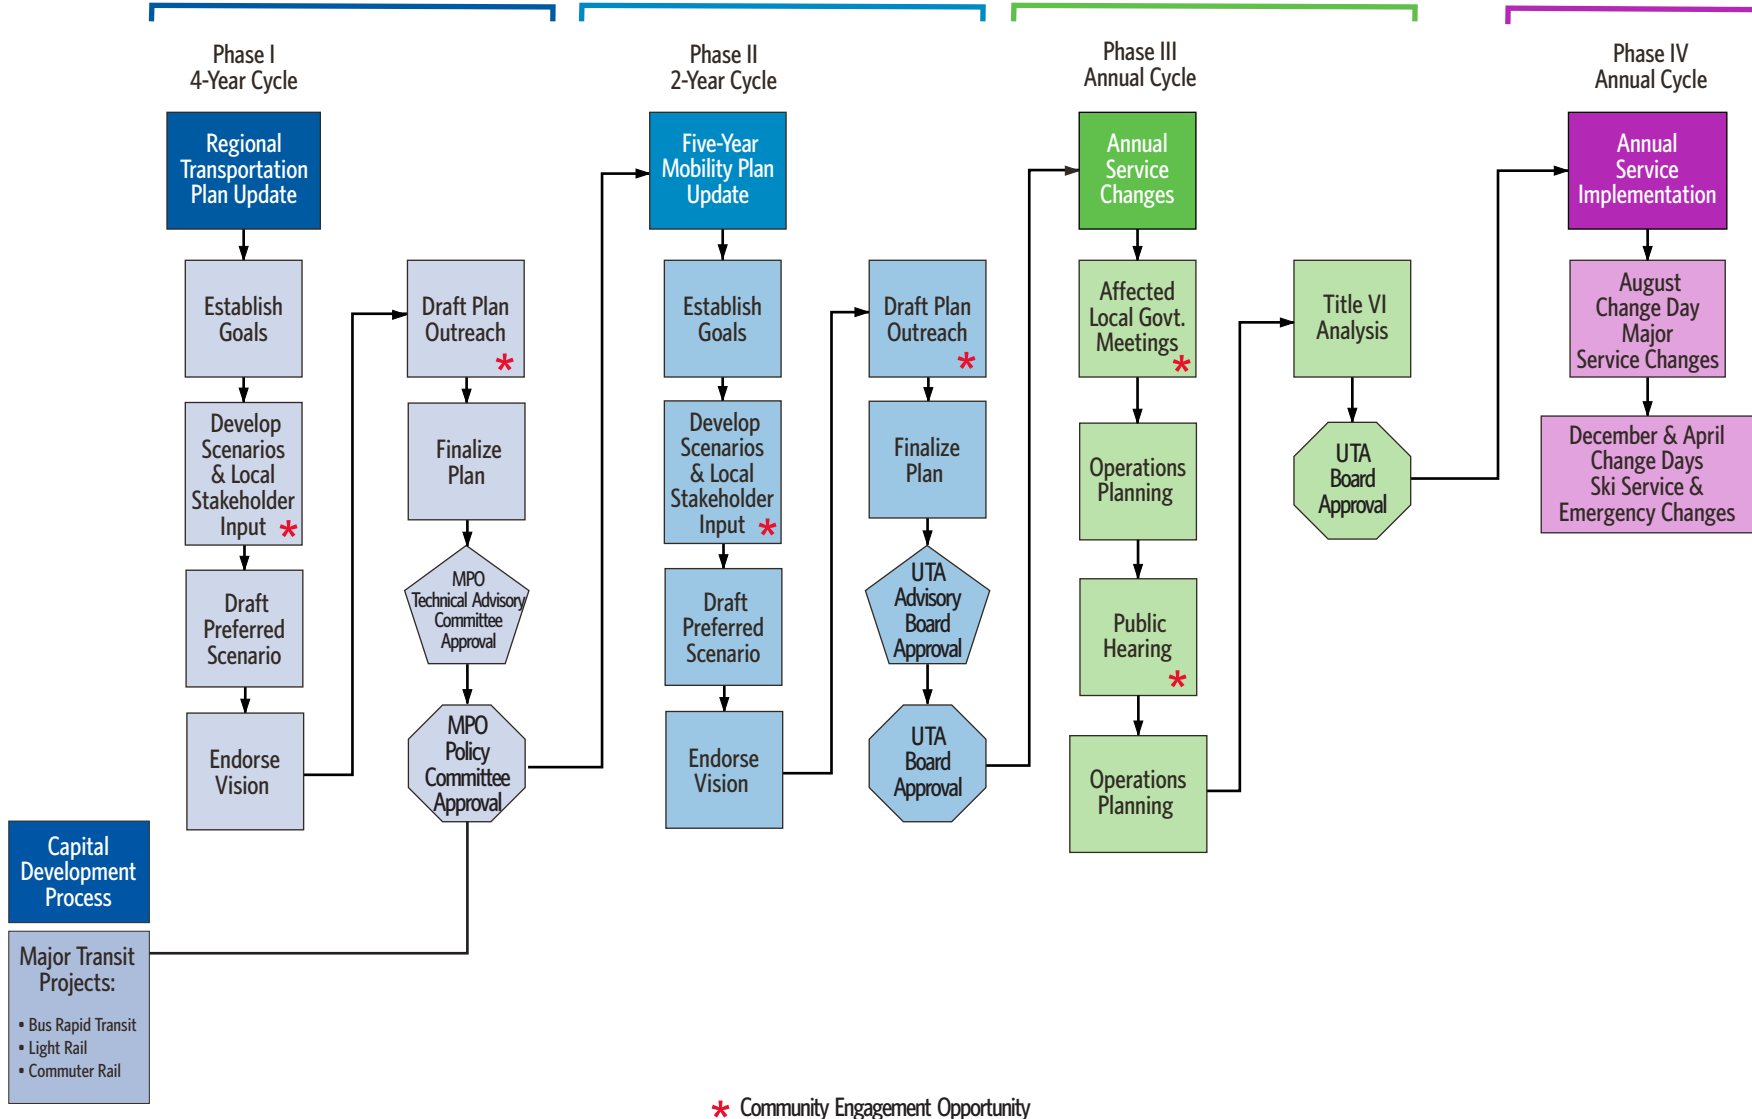 Phase I
4-Year Cycle
Regional
Transportation
Plan Update
Establish
Goals
Develop
Scenarios
& Local
Stakeholder
Input *
Draft
Preferred
Scenario
Endorse
Vision
Draft Plan
Outreach
*
Finalize
Plan
MPO
Technical Advisory
Committee
Approval
MPO
Policy
Committee
Approval
Capital
Development
Process
Major Transit
Projects:
• Bus Rapid Transit
• Light Rail
• Commuter Rail
Phase II
2-Year Cycle
Five-Year
Mobility Plan
Update
Establish
Goals
Develop
Scenarios
& Local
Stakeholder
Input *
Draft
Preferred
Scenario
Endorse
Vision
Draft Plan
Outreach
*
Finalize
Plan
UTA
Advisory
Board
Approval
UTA
Board
Approval
Phase III
Annual Cycle
Annual
Service
Changes
Affected
Local Govt.
Meetings
*
Operations
Planning
Public
Hearing
*
Operations
Planning
Title VI
Analysis
UTA
Board
Approval
Phase IV
Annual Cycle
Annual
Service
Implementation
August
Change Day
Major
Service Changes
December & April
Change Days
Ski Service &
Emergency Changes
* Community Engagement Opportunity